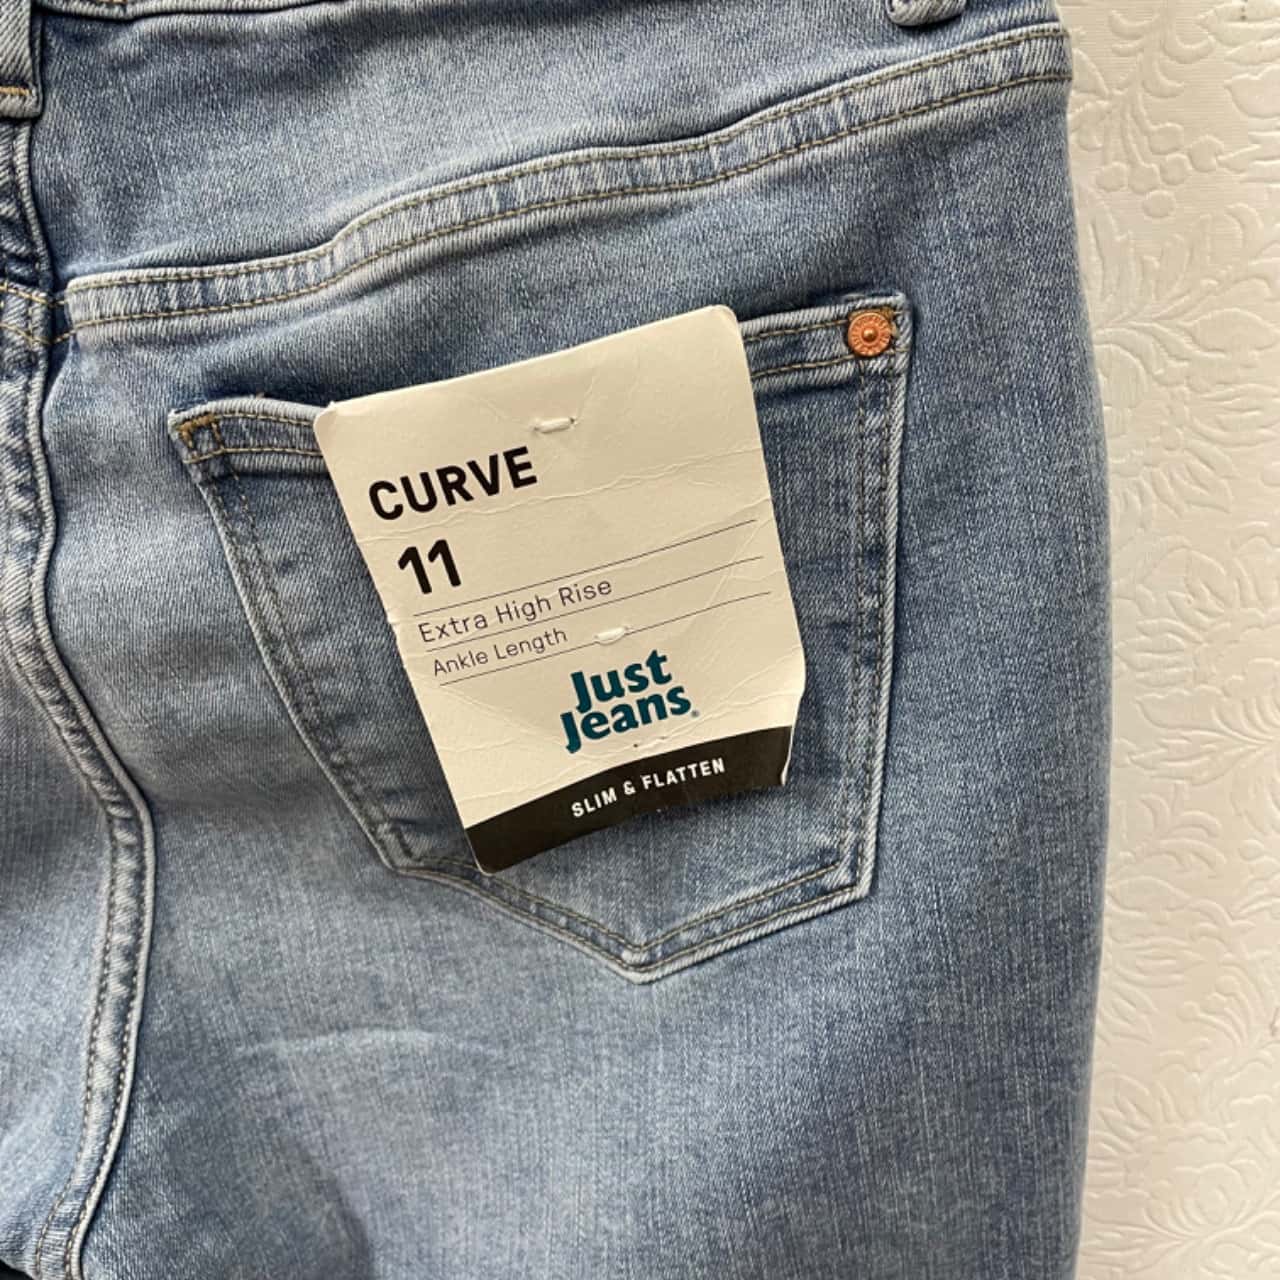 CURVE
11
Extra High Rise
Ankle Length
Just
Jeans®
SLIM & FLATTEN